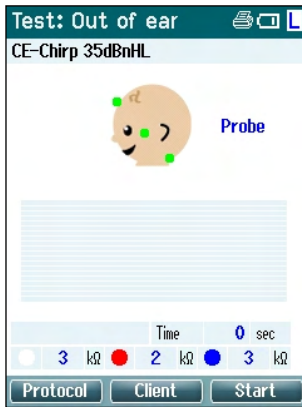 Test: Out of ear L
CE-Chirp 35dBnHL
Probe
Time 0 sec
3 kΩ 2 kΩ 3 kΩ
Protocol Client Start